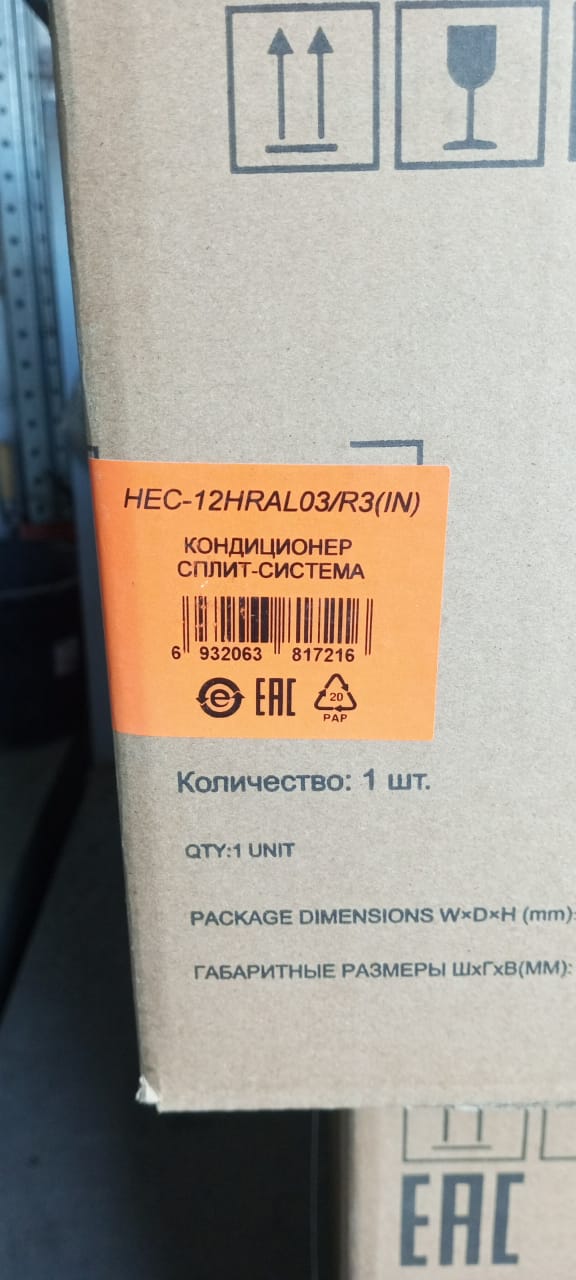 HEC-12HRAL03/R3(IN)
КОНДИЦИОНЕР
СПЛИТ-СИСТЕМА
6 932063 817216
e EAC 20
PAP
Количество: 1 шт.
QTY:1 UNIT
PACKAGE DIMENSIONS W×D×H (mm):
ГАБАРИТНЫЕ РАЗМЕРЫ ШхГхВ(ММ):
EAC